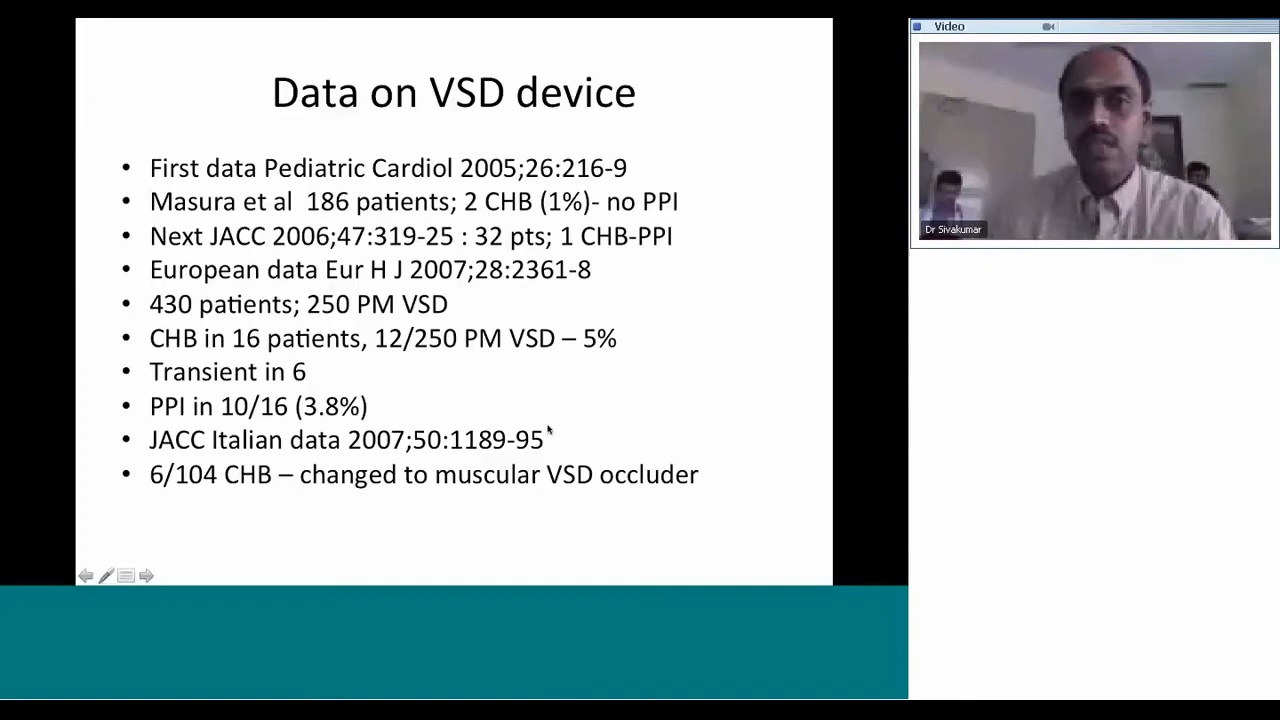 Data on VSD device
• First data Pediatric Cardiol 2005;26:216-9
• Masura et al 186 patients; 2 CHB (1%)- no PPI
• Next JACC 2006;47:319-25 : 32 pts; 1 CHB-PPI
• European data Eur H J 2007;28:2361-8
• 430 patients; 250 PM VSD
• CHB in 16 patients, 12/250 PM VSD – 5%
• Transient in 6
• PPI in 10/16 (3.8%)
• JACC Italian data 2007;50:1189-95
• 6/104 CHB – changed to muscular VSD occluder
Video
Dr Sivakumar